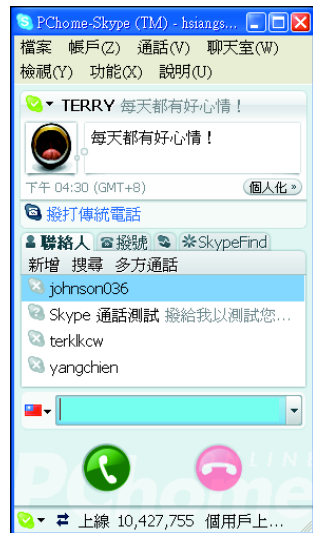 PChome-Skype (TM) - hsiangs...
檔案 帳戶(Z) 通話(V) 聊天室(W)
檢視(Y) 功能(X) 說明(U)
TERRY 每天都有好心情！
每天都有好心情！
下午 04:30 (GMT+8) 個人化 »
撥打傳統電話
聯絡人 撥號 SkypeFind
新增 搜尋 多方通話
johnson036
Skype 通話測試 撥給我以測試您...
terklkcw
yangchien
LINE
PChome
上線 10,427,755 個用戶上...